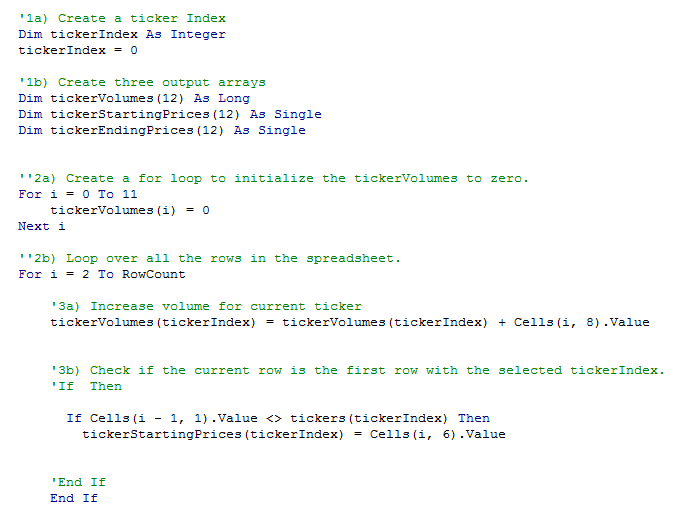 '1a) Create a ticker Index
Dim tickerIndex As Integer
tickerIndex = 0
'1b) Create three output arrays
Dim tickerVolumes(12) As Long
Dim tickerStartingPrices(12) As Single
Dim tickerEndingPrices(12) As Single
''2a) Create a for loop to initialize the tickerVolumes to zero.
For i = 0 To 11
    tickerVolumes(i) = 0
Next i
''2b) Loop over all the rows in the spreadsheet.
For i = 2 To RowCount
    '3a) Increase volume for current ticker
    tickerVolumes(tickerIndex) = tickerVolumes(tickerIndex) + Cells(i, 8).Value
    '3b) Check if the current row is the first row with the selected tickerIndex.
    'If  Then
      If Cells(i - 1, 1).Value <> tickers(tickerIndex) Then
        tickerStartingPrices(tickerIndex) = Cells(i, 6).Value
    'End If
    End If